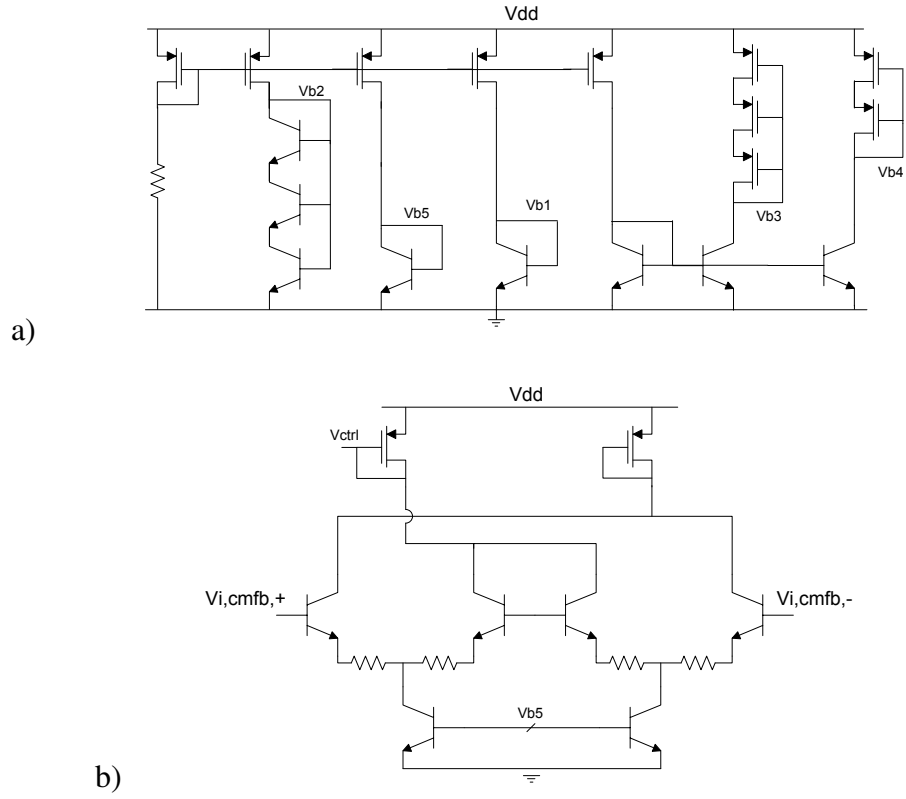 Vdd
Vb2
Vb5
Vb1
Vb3
Vb4
a)
Vdd
Vctrl
Vi,cmfb,+
Vi,cmfb,-
Vb5
b)